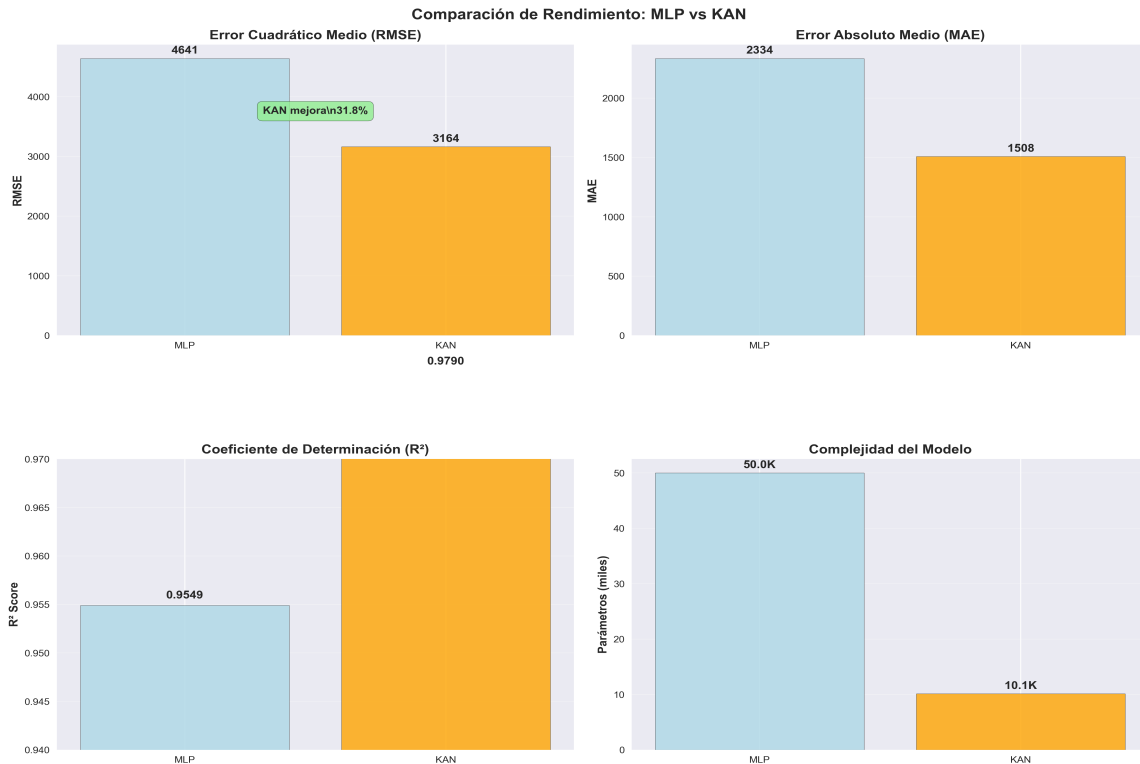 Comparación de Rendimiento: MLP vs KAN
Error Cuadrático Medio (RMSE)
4641
KAN mejora\n31.8%
3164
4000
3000
2000
1000
0
RMSE
MLP
KAN
0.9790
Error Absoluto Medio (MAE)
2334
1508
2000
1500
1000
500
0
MAE
MLP
KAN
Coeficiente de Determinación (R²)
0.9549
0.970
0.965
0.960
0.955
0.950
0.945
0.940
R² Score
MLP
KAN
Complejidad del Modelo
50.0K
10.1K
50
40
30
20
10
0
Parámetros (miles)
MLP
KAN